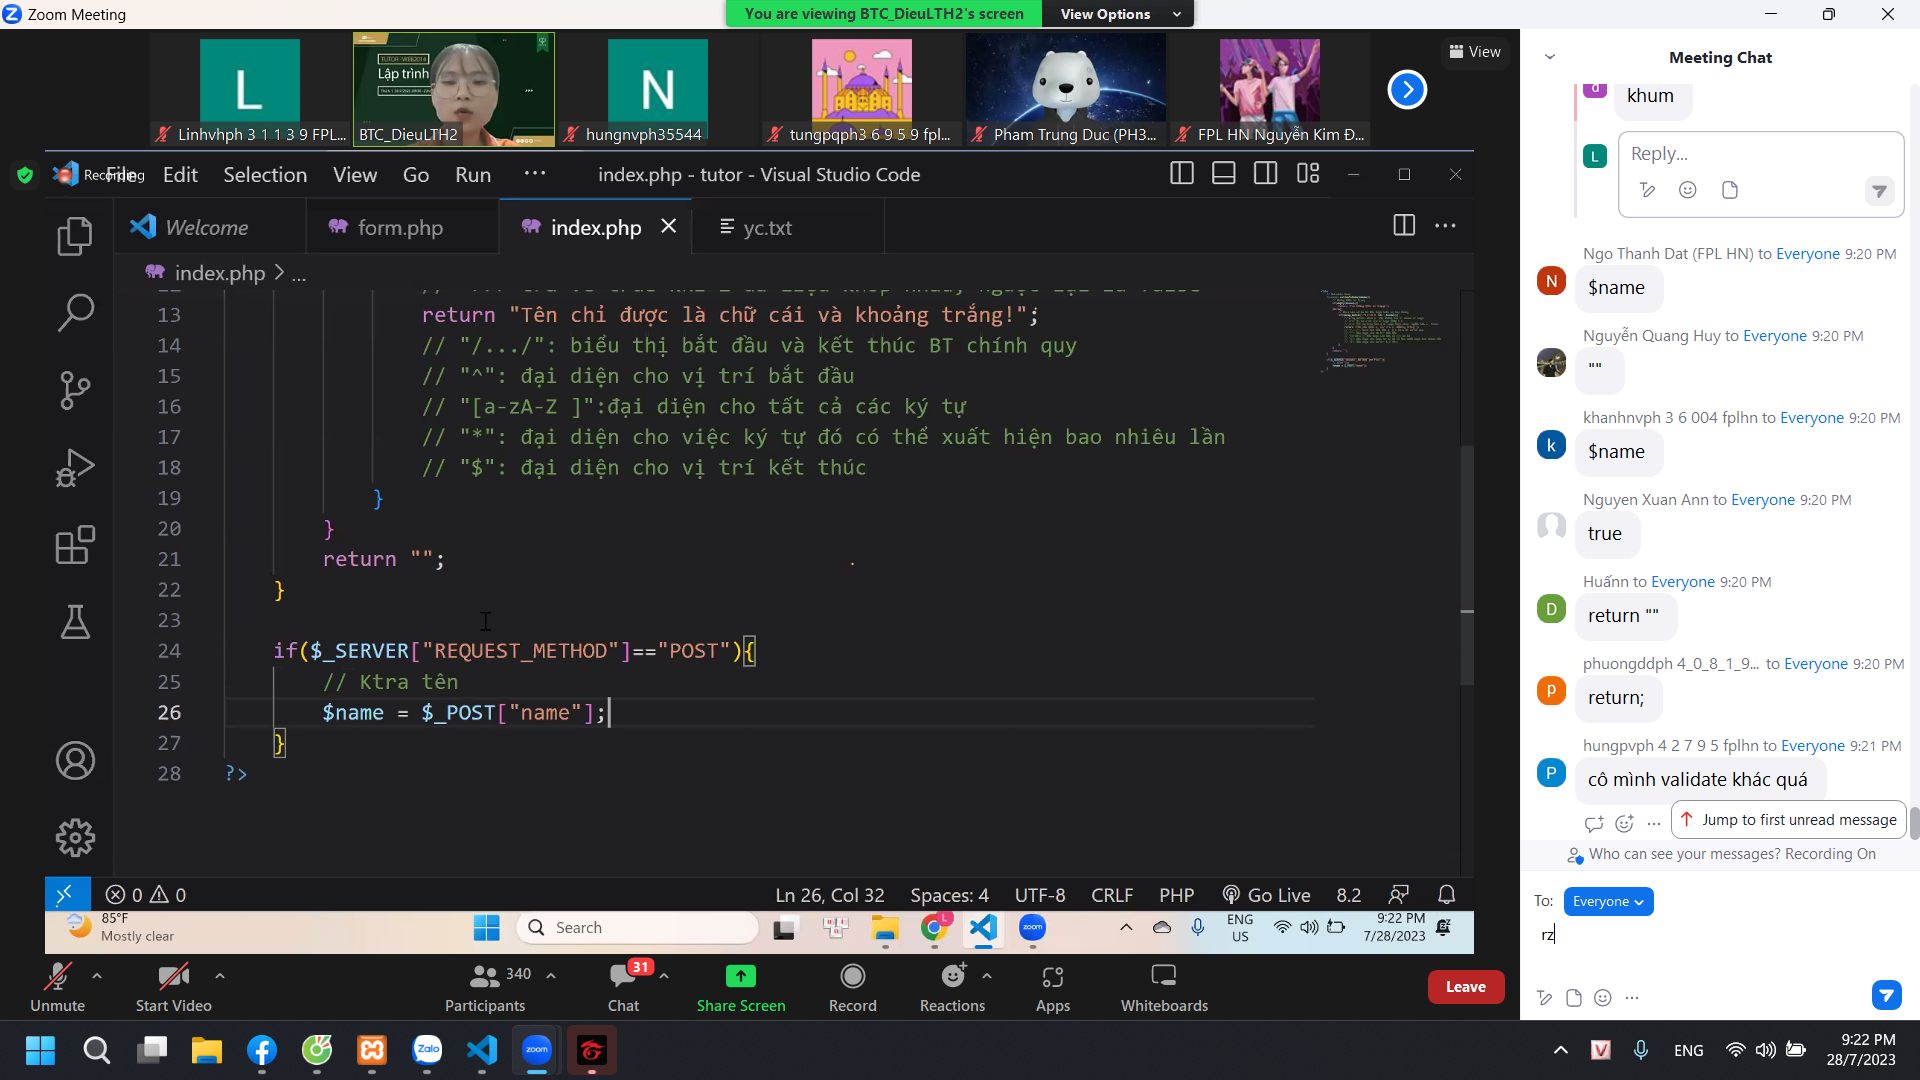 Zoom Meeting
You are viewing BTC_DieuLTH2's screen
View Options
View
L
Linhvhph 3 1 1 3 9 FPL...
TUTOR - WEB2014
Lập trình
BTC_DieuLTH2
N
hungnvph35544
tungpqph3 6 9 5 9 fpl...
Pham Trung Duc (PH3...
FPL HN Nguyễn Kim Đ...
Recording
File Edit Selection View Go Run ...
index.php - tutor - Visual Studio Code
Welcome
form.php
index.php
yc.txt
index.php > ...
13 return "Tên chỉ được là chữ cái và khoảng trắng!";
14 // "/.../": biểu thị bắt đầu và kết thúc BT chính quy
15 // "^": đại diện cho vị trí bắt đầu
16 // "[a-zA-Z ]":đại diện cho tất cả các ký tự
17 // "*": đại diện cho việc ký tự đó có thể xuất hiện bao nhiêu lần
18 // "$": đại diện cho vị trí kết thúc
19 }
20 }
21 return "";
22 }
23
24 if($_SERVER["REQUEST_METHOD"]=="POST"){
25 // Ktra tên
26 $name = $_POST["name"];
27 }
28 ?>
0 0
Ln 26, Col 32 Spaces: 4 UTF-8 CRLF PHP Go Live 8.2
85°F
Mostly clear
Search
zoom
ENG
US
9:22 PM
7/28/2023
Unmute
Start Video
340
Participants
31
Chat
Share Screen
Record
Reactions
Apps
Whiteboards
Leave
Meeting Chat
khum
L
Reply...
Ngo Thanh Dat (FPL HN) to Everyone 9:20 PM
N
$name
Nguyễn Quang Huy to Everyone 9:20 PM
""
khanhnvph 3 6 004 fplhn to Everyone 9:20 PM
k
$name
Nguyen Xuan Ann to Everyone 9:20 PM
true
Huấnn to Everyone 9:20 PM
D
return ""
phuongddph 4_0_8_1_9... to Everyone 9:20 PM
p
return;
hungpvph 4 2 7 9 5 fplhn to Everyone 9:21 PM
P
cô mình validate khác quá
Jump to first unread message
Who can see your messages? Recording On
To: Everyone
rz
Zalo
zoom
ENG
9:22 PM
28/7/2023